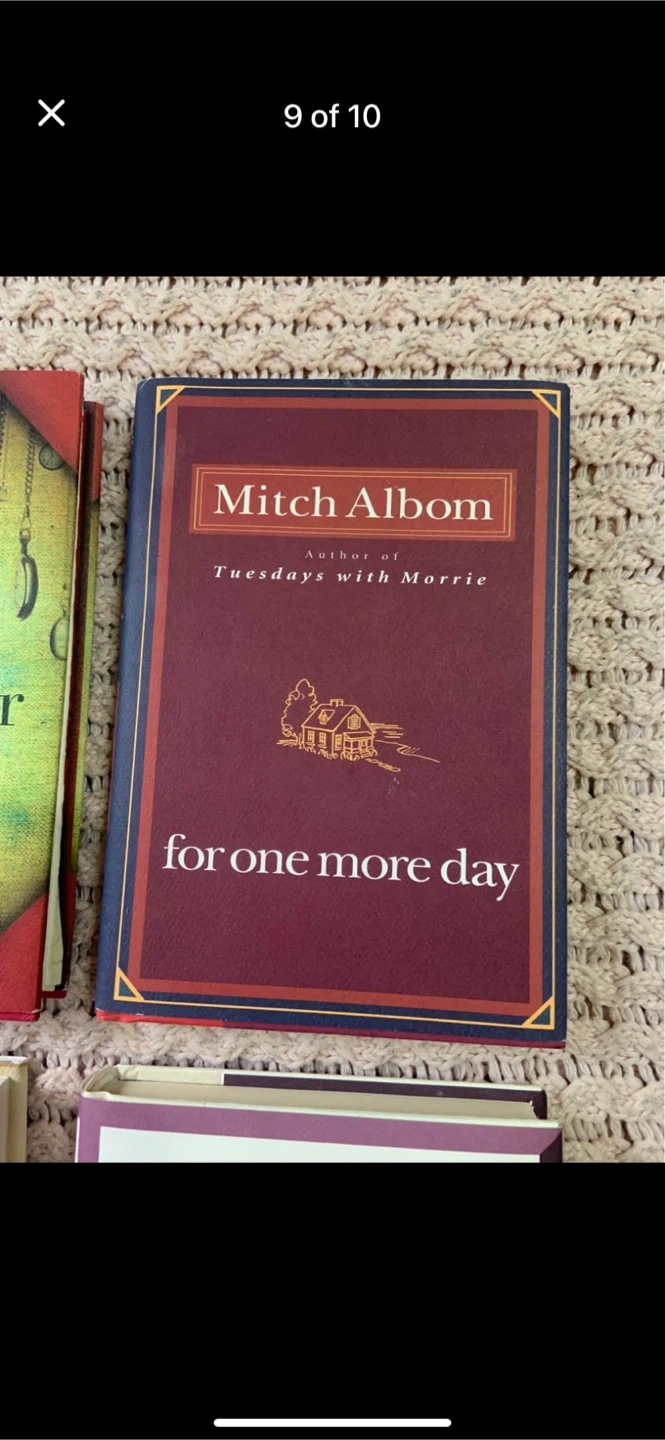 9 of 10
Mitch Albom
Author of
Tuesdays with Morrie
r
for one more day